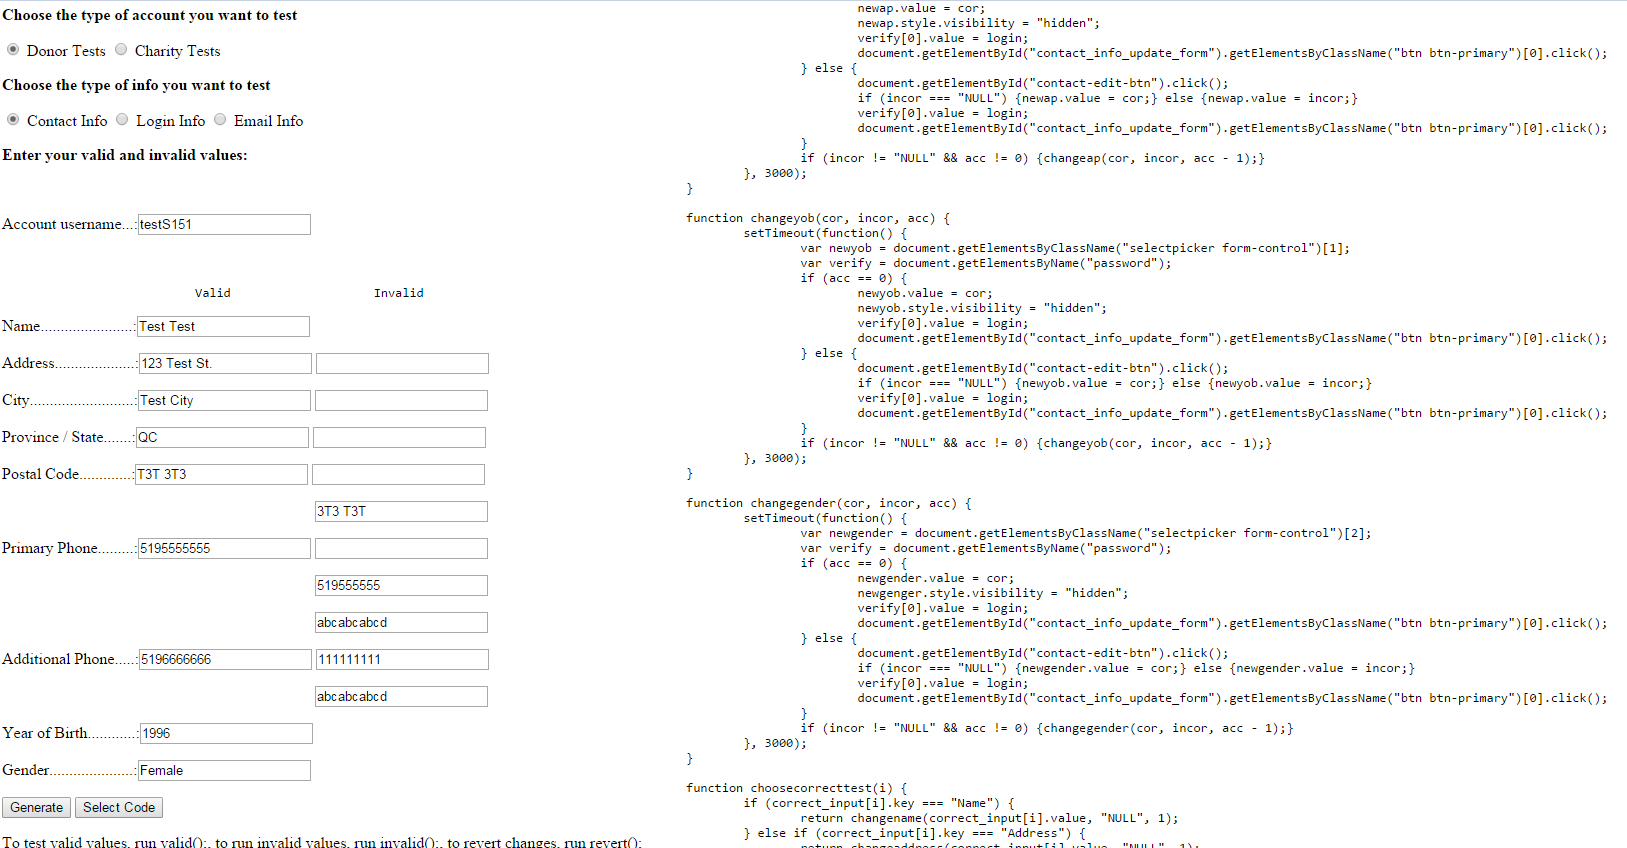 Choose the type of account you want to test
Donor Tests Charity Tests
Choose the type of info you want to test
Contact Info Login Info Email Info
Enter your valid and invalid values:
Account username...: testS151
Valid Invalid
Name.......................: Test Test
Address....................: 123 Test St.
City..........................: Test City
Province / State.......: QC
Postal Code.............: T3T 3T3
3T3 T3T
Primary Phone.........: 5195555555
519555555
abcabcabcd
Additional Phone.....: 5196666666 111111111
abcabcabcd
Year of Birth............: 1996
Gender.....................: Female
Generate Select Code
To test valid values, run valid();, to run invalid values, run invalid();, to revert changes, run revert();
newap.value = cor;
newap.style.visibility = "hidden";
verify[0].value = login;
document.getElementById("contact_info_update_form").getElementsByClassName("btn btn-primary")[0].click();
} else {
document.getElementById("contact-edit-btn").click();
if (incor === "NULL") {newap.value = cor;} else {newap.value = incor;}
verify[0].value = login;
document.getElementById("contact_info_update_form").getElementsByClassName("btn btn-primary")[0].click();
}
if (incor != "NULL" && acc != 0) {changeap(cor, incor, acc - 1);}
}, 3000);
}
function changeyob(cor, incor, acc) {
setTimeout(function() {
var newyob = document.getElementsByClassName("selectpicker form-control")[1];
var verify = document.getElementsByName("password");
if (acc == 0) {
newyob.value = cor;
newyob.style.visibility = "hidden";
verify[0].value = login;
document.getElementById("contact_info_update_form").getElementsByClassName("btn btn-primary")[0].click();
} else {
document.getElementById("contact-edit-btn").click();
if (incor === "NULL") {newyob.value = cor;} else {newyob.value = incor;}
verify[0].value = login;
document.getElementById("contact_info_update_form").getElementsByClassName("btn btn-primary")[0].click();
}
if (incor != "NULL" && acc != 0) {changeyob(cor, incor, acc - 1);}
}, 3000);
}
function changegender(cor, incor, acc) {
setTimeout(function() {
var newgender = document.getElementsByClassName("selectpicker form-control")[2];
var verify = document.getElementsByName("password");
if (acc == 0) {
newgender.value = cor;
newgenger.style.visibility = "hidden";
verify[0].value = login;
document.getElementById("contact_info_update_form").getElementsByClassName("btn btn-primary")[0].click();
} else {
document.getElementById("contact-edit-btn").click();
if (incor === "NULL") {newgender.value = cor;} else {newgender.value = incor;}
verify[0].value = login;
document.getElementById("contact_info_update_form").getElementsByClassName("btn btn-primary")[0].click();
}
if (incor != "NULL" && acc != 0) {changegender(cor, incor, acc - 1);}
}, 3000);
}
function choosecorrecttest(i) {
if (correct_input[i].key === "Name") {
return changename(correct_input[i].value, "NULL", 1);
} else if (correct_input[i].key === "Address") {
return changeaddress(correct_input[i].value, "NULL", 1);